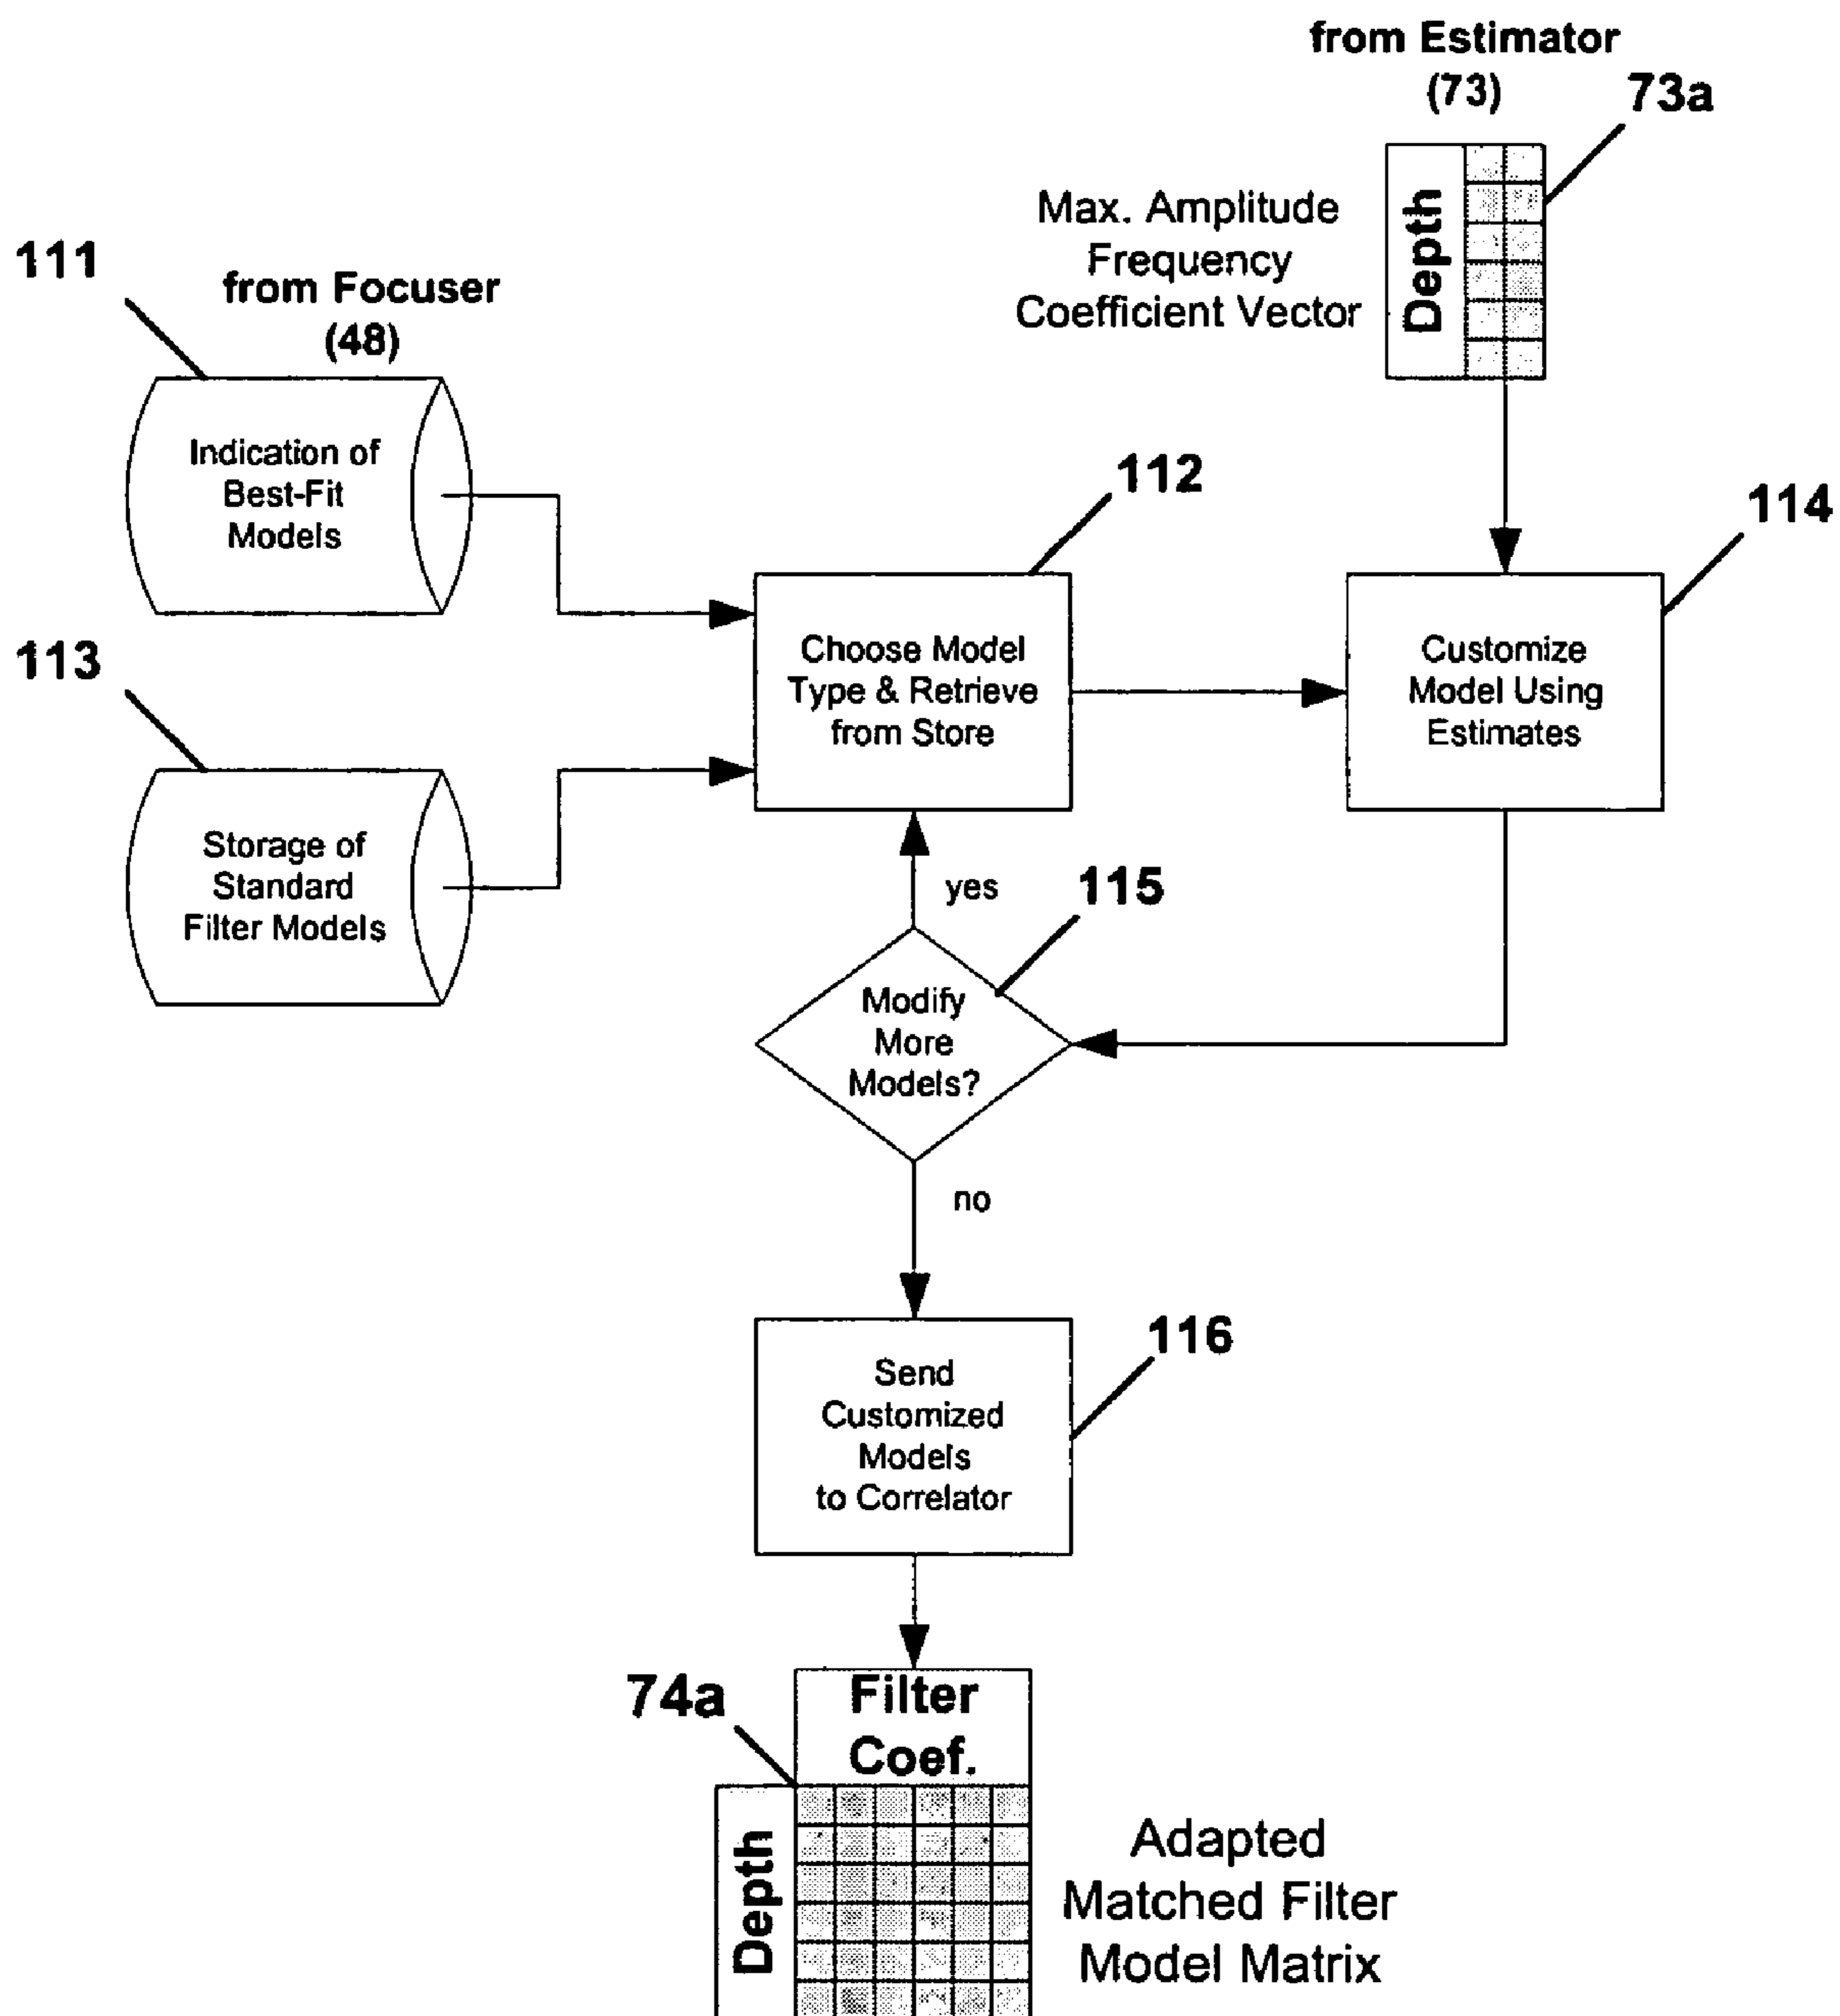 from Estimator
(73)
73a
Depth
Max. Amplitude
Frequency
Coefficient Vector
111
from Focuser
(48)
Indication of
Best-Fit
Models
112
114
113
Choose Model
Type & Retrieve
from Store
Customize
Model Using
Estimates
Storage of
Standard
Filter Models
yes
115
Modify
More
Models?
no
116
Send
Customized
Models
to Correlator
74a
Filter
Coef.
Depth
Adapted
Matched Filter
Model Matrix